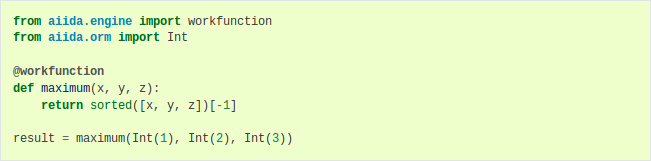 from aiida.engine import workfunction
from aiida.orm import Int

@workfunction
def maximum(x, y, z):
    return sorted([x, y, z])[-1]

result = maximum(Int(1), Int(2), Int(3))